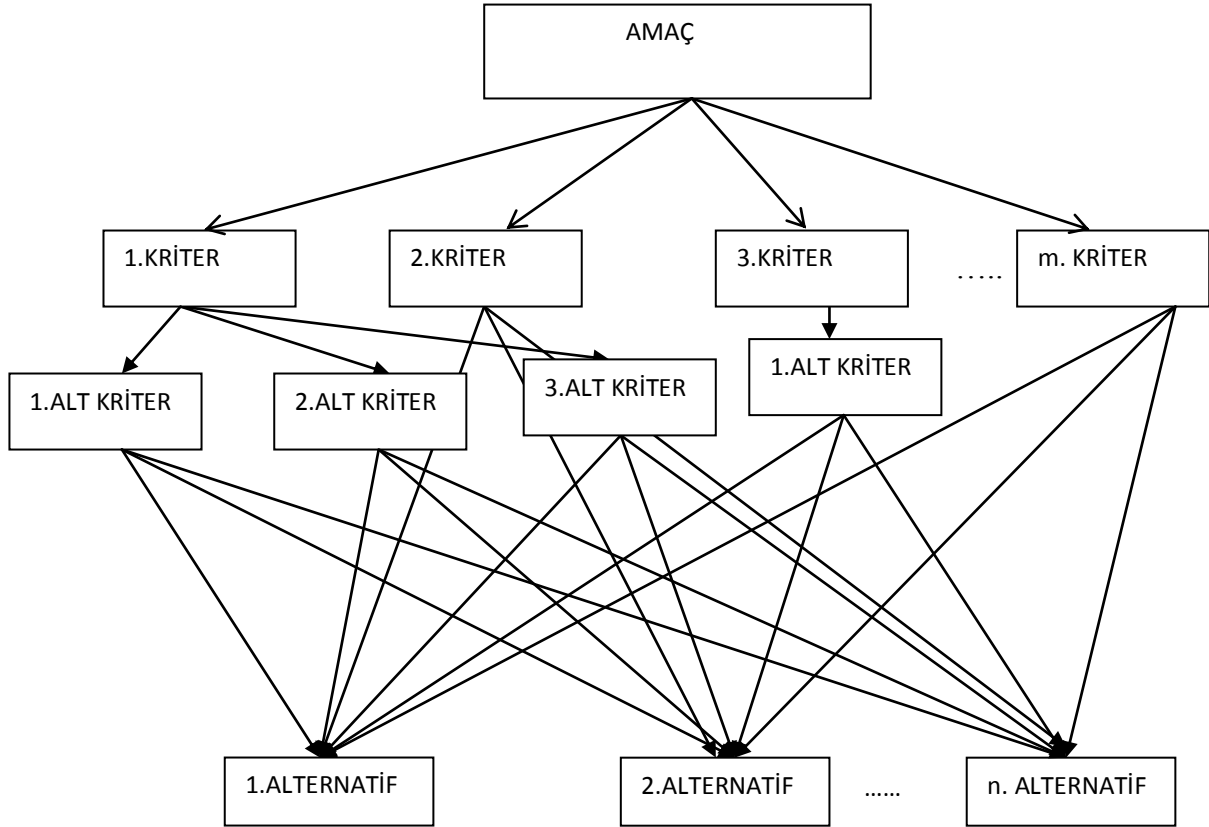 AMAÇ
1.KRİTER
2.KRİTER
3.KRİTER
.....
m. KRİTER
1.ALT KRİTER
2.ALT KRİTER
3.ALT KRİTER
1.ALT KRİTER
1.ALTERNATİF
2.ALTERNATİF
......
n. ALTERNATİF